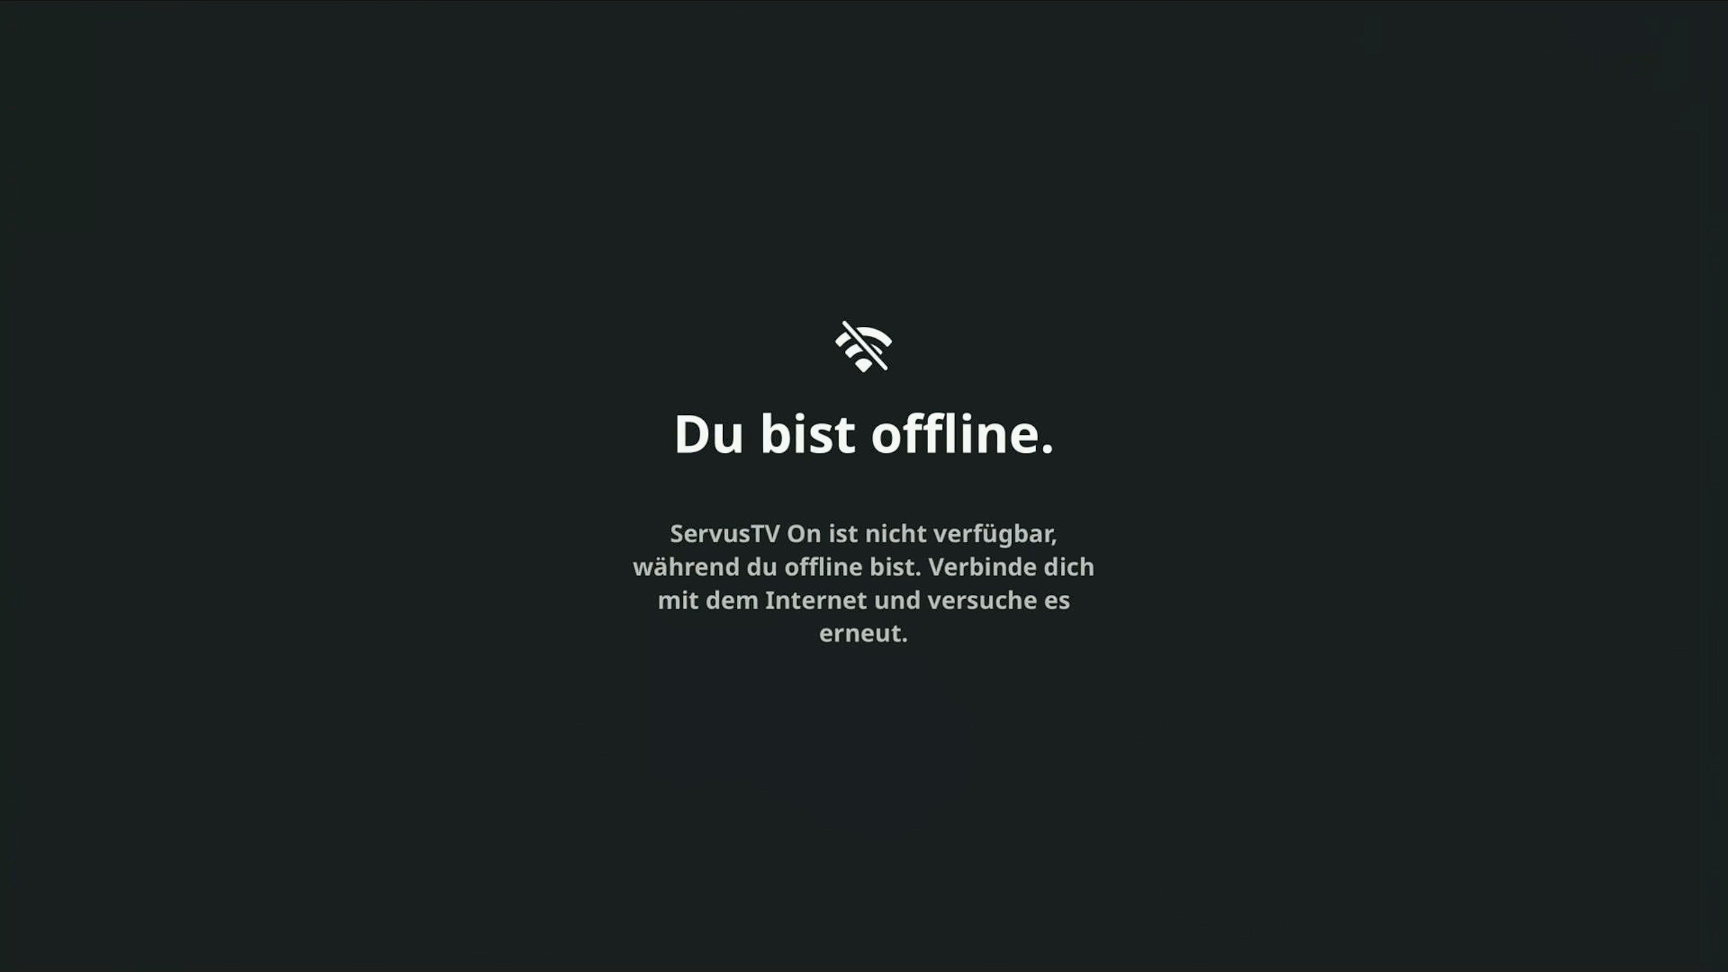 Du bist offline.
ServusTV On ist nicht verfügbar,
während du offline bist. Verbinde dich
mit dem Internet und versuche es
erneut.